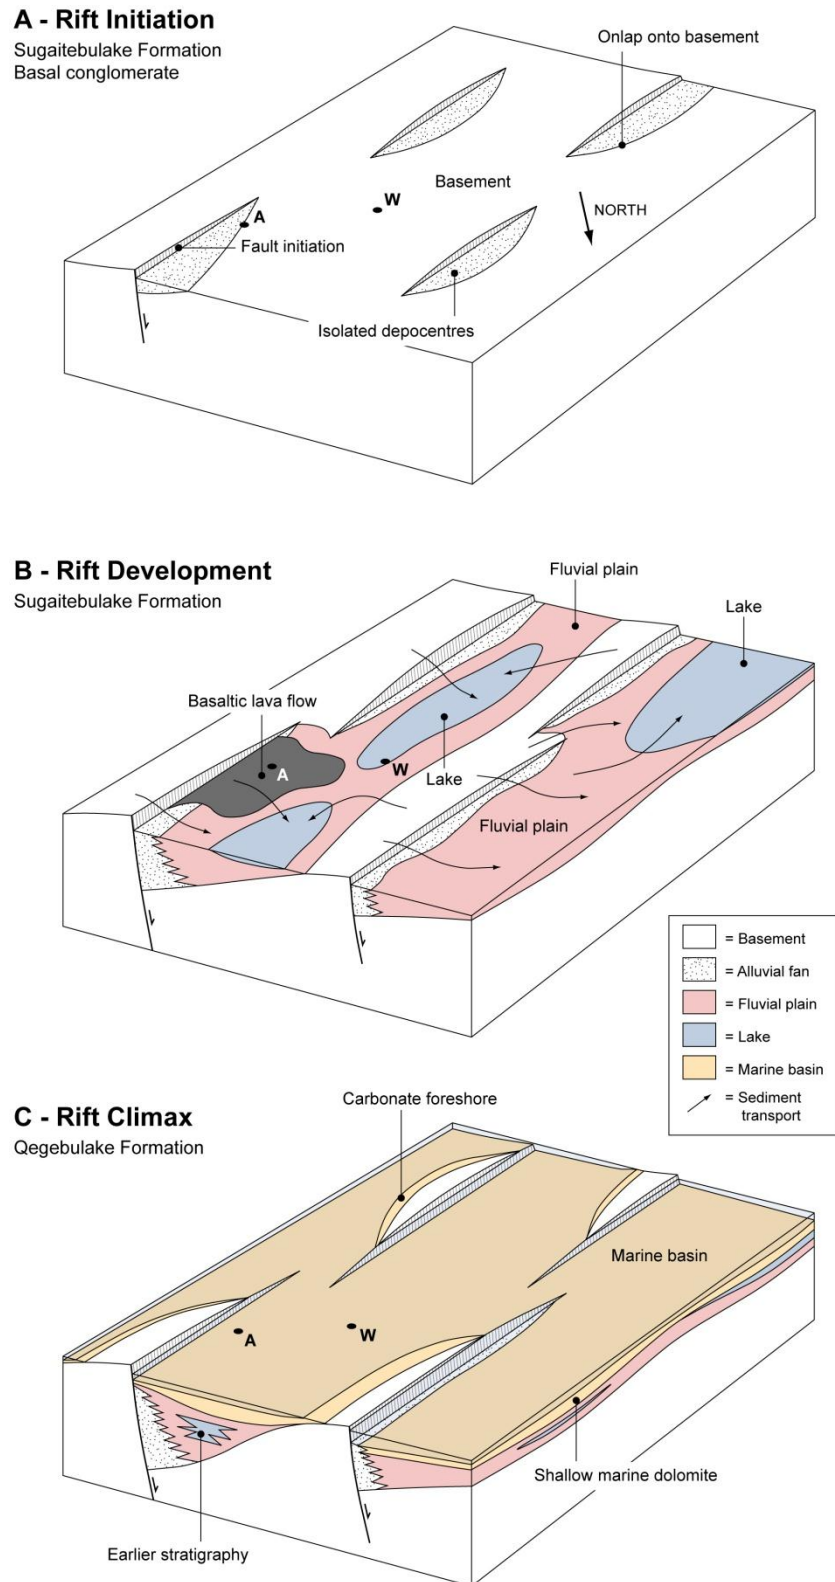 A - Rift Initiation
Sugaitebulake Formation
Basal conglomerate
Onlap onto basement
Basement
W
NORTH
A
Fault initiation
Isolated depocentres
B - Rift Development
Sugaitebulake Formation
Fluvial plain
Lake
Basaltic lava flow
A
W
Lake
Fluvial plain
= Basement
= Alluvial fan
= Fluvial plain
= Lake
= Marine basin
= Sediment
transport
C - Rift Climax
Qegebulake Formation
Carbonate foreshore
Marine basin
A
W
Shallow marine dolomite
Earlier stratigraphy